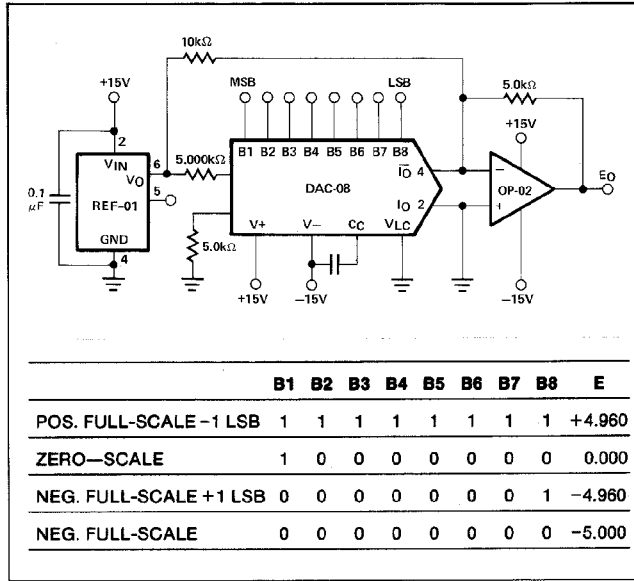 10kΩ
+15V
MSB
LSB
5.0kΩ
+15V
2
VIN
6
VO
5.000kΩ
B1 B2 B3 B4 B5 B6 B7 B8
IO 4
−
EO
0.1 μF
REF-01
5
DAC-08
OP-02
GND
4
5.0kΩ
V+
V−
CC
VLC
IO 2
+
+15V
−15V
−15V
B1 B2 B3 B4 B5 B6 B7 B8 E
POS. FULL-SCALE −1 LSB 1 1 1 1 1 1 1 1 +4.960
ZERO—SCALE 1 0 0 0 0 0 0 0 0.000
NEG. FULL-SCALE +1 LSB 0 0 0 0 0 0 0 1 −4.960
NEG. FULL-SCALE 0 0 0 0 0 0 0 0 −5.000